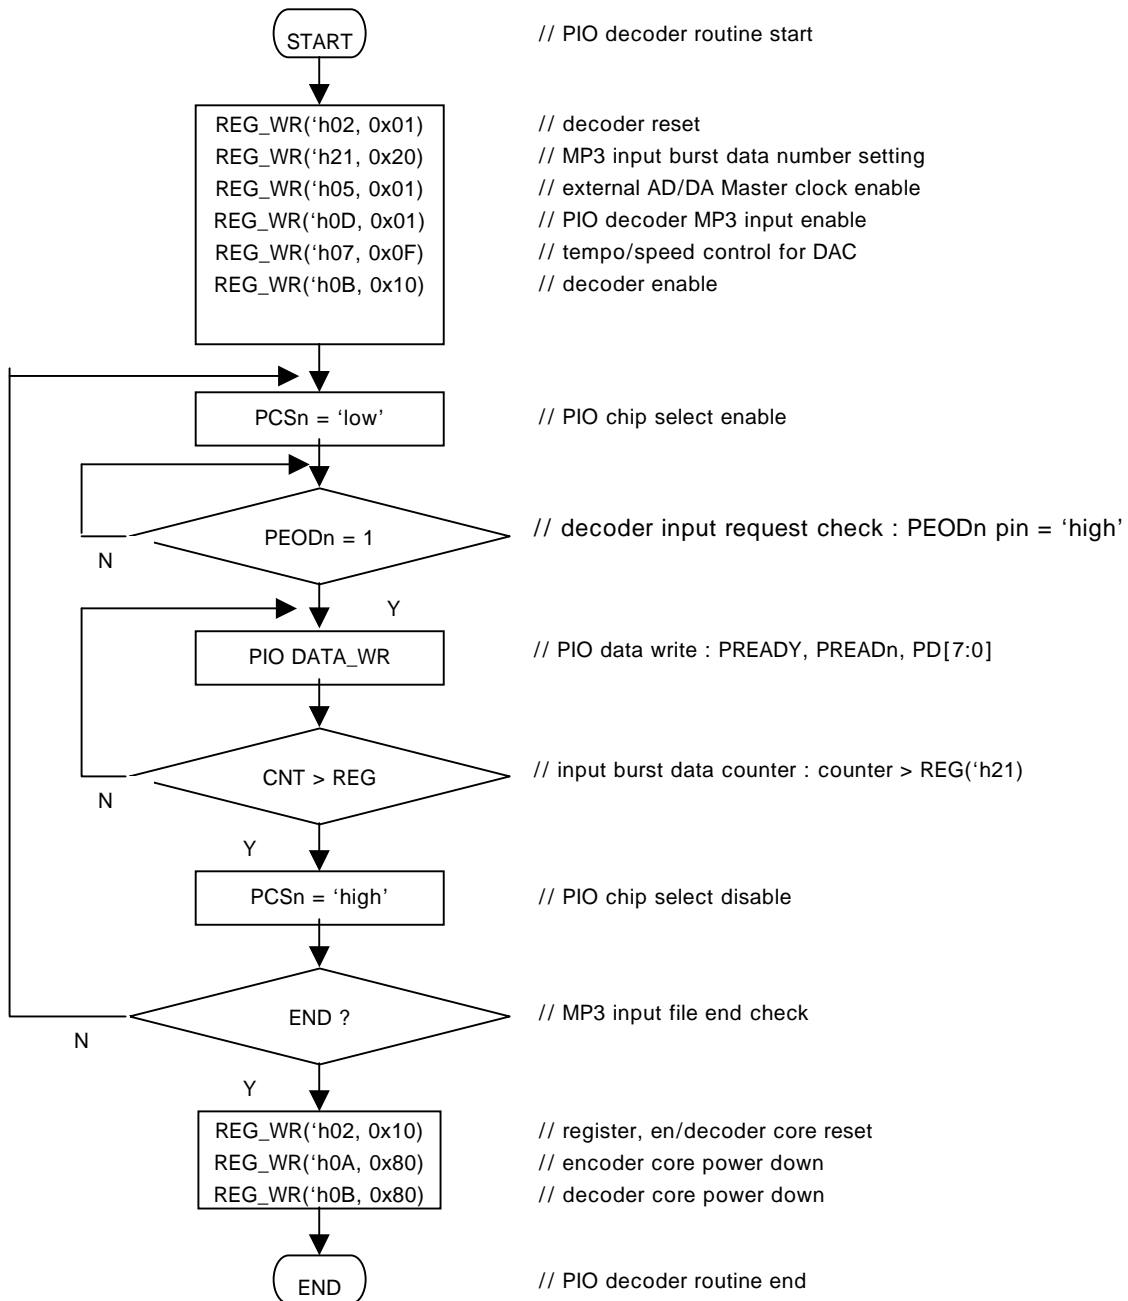 START // PIO decoder routine start
REG_WR(‘h02, 0x01) // decoder reset
REG_WR(‘h21, 0x20) // MP3 input burst data number setting
REG_WR(‘h05, 0x01) // external AD/DA Master clock enable
REG_WR(‘h0D, 0x01) // PIO decoder MP3 input enable
REG_WR(‘h07, 0x0F) // tempo/speed control for DAC
REG_WR(‘h0B, 0x10) // decoder enable
PCSn = ‘low’ // PIO chip select enable
PEODn = 1 // decoder input request check : PEODn pin = ‘high’
N
Y
PIO DATA_WR // PIO data write : PREADY, PREADn, PD[7:0]
CNT > REG // input burst data counter : counter > REG(‘h21)
N
Y
PCSn = ‘high’ // PIO chip select disable
END ? // MP3 input file end check
N
Y
REG_WR(‘h02, 0x10) // register, en/decoder core reset
REG_WR(‘h0A, 0x80) // encoder core power down
REG_WR(‘h0B, 0x80) // decoder core power down
END // PIO decoder routine end